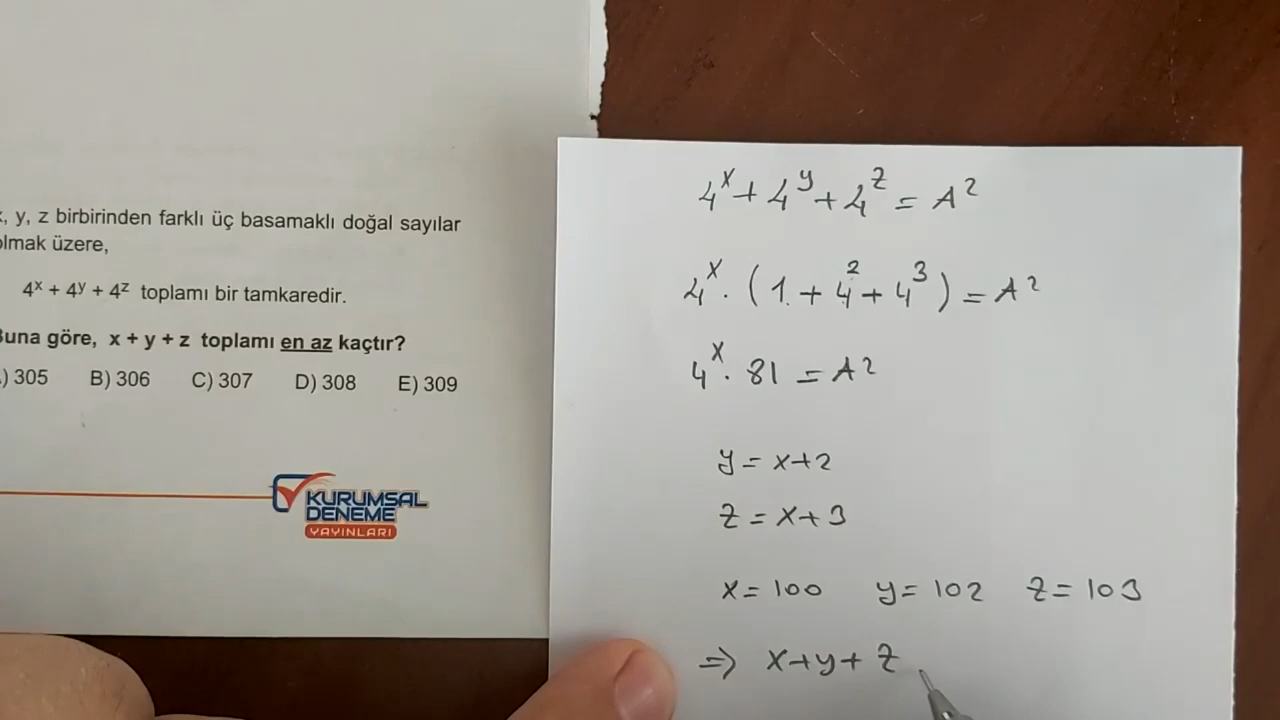 x, y, z birbirinden farklı üç basamaklı doğal sayılar
olmak üzere,
4ˣ + 4ʸ + 4ᶻ toplamı bir tamkaredir.
Buna göre, x + y + z toplamı en az kaçtır?
) 305 B) 306 C) 307 D) 308 E) 309
KURUMSAL
DENEME
YAYINLARI
4ˣ + 4ʸ + 4ᶻ = A²
4ˣ · (1 + 4² + 4³) = A²
4ˣ · 81 = A²
y = x+2
z = x+3
x = 100 y = 102 z = 103
⇒ x+y+z